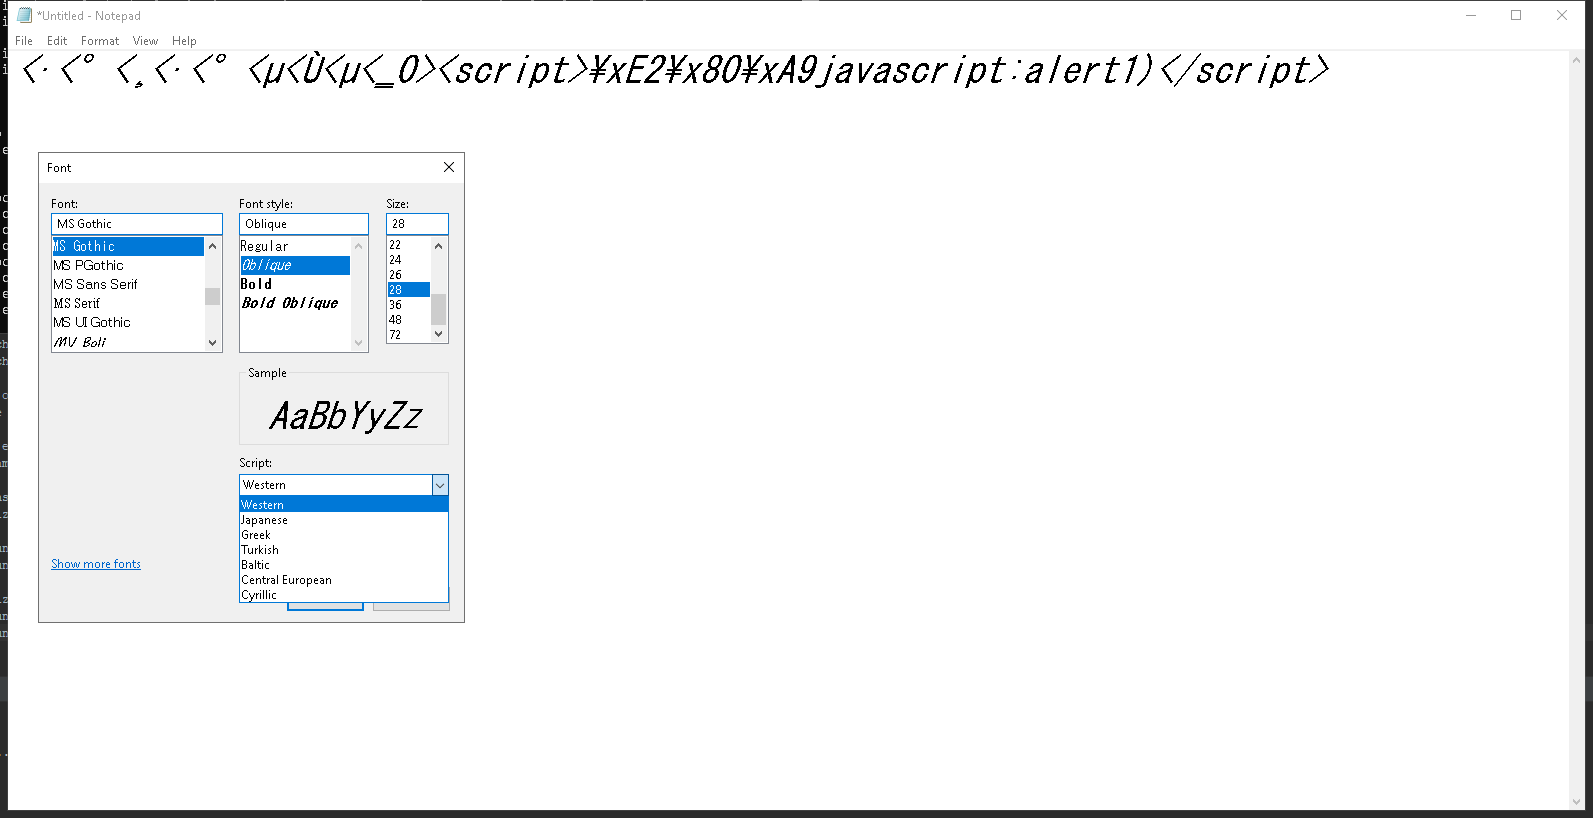 *Untitled - Notepad
File Edit Format View Help
<·<° <¸<·<° <µ<Ù<µ<‗0><script>¥xE2¥x80¥xA9javascript:alert1)</script>
Font
Font: Font style: Size:
MS Gothic Oblique 28
MS Gothic Regular 22
MS PGothic Oblique 24
MS Sans Serif Bold 26
MS Serif Bold Oblique 28
MS UI Gothic 36
MV Boli 48
72
Sample
AaBbYyZz
Script:
Western
Western
Japanese
Greek
Turkish
Baltic
Central European
Cyrillic
Show more fonts